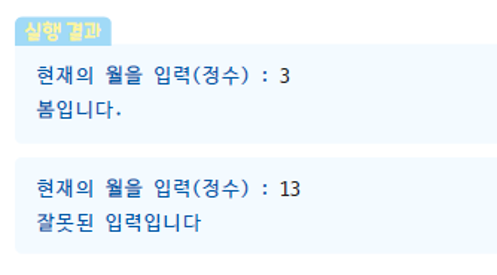 실행 결과
현재의 월을 입력(정수) : 3
봄입니다.
현재의 월을 입력(정수) : 13
잘못된 입력입니다